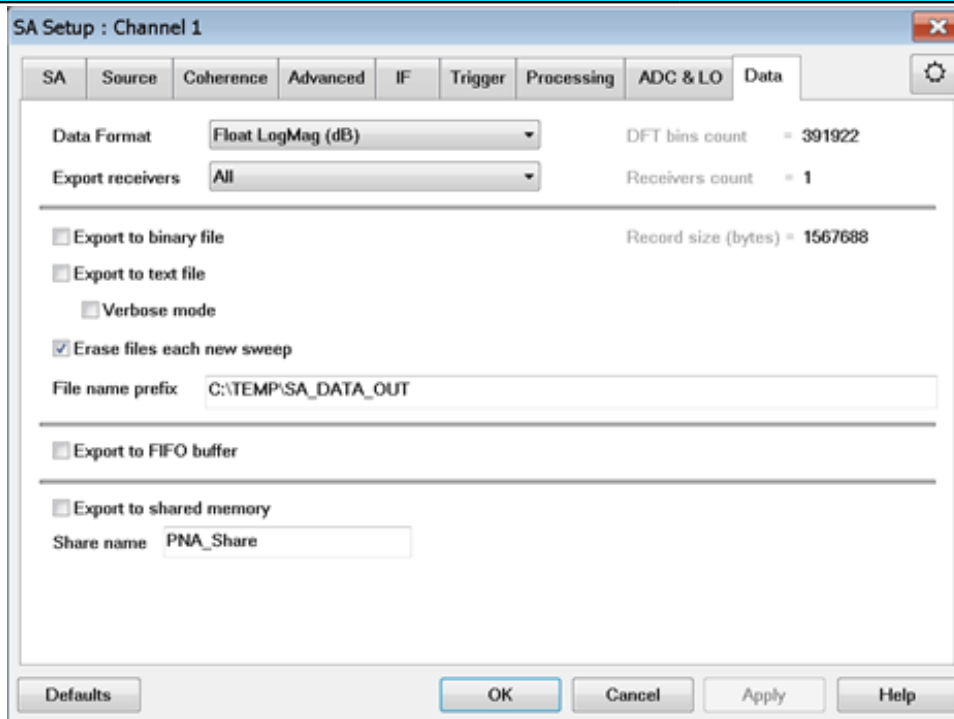 SA Setup : Channel 1
SA Source Coherence Advanced IF Trigger Processing ADC & LO Data
Data Format Float LogMag (dB) DFT bins count = 391922
Export receivers All Receivers count = 1
Export to binary file Record size (bytes) = 1567688
Export to text file
Verbose mode
Erase files each new sweep
File name prefix C:\TEMP\SA_DATA_OUT
Export to FIFO buffer
Export to shared memory
Share name PNA_Share
Defaults OK Cancel Apply Help